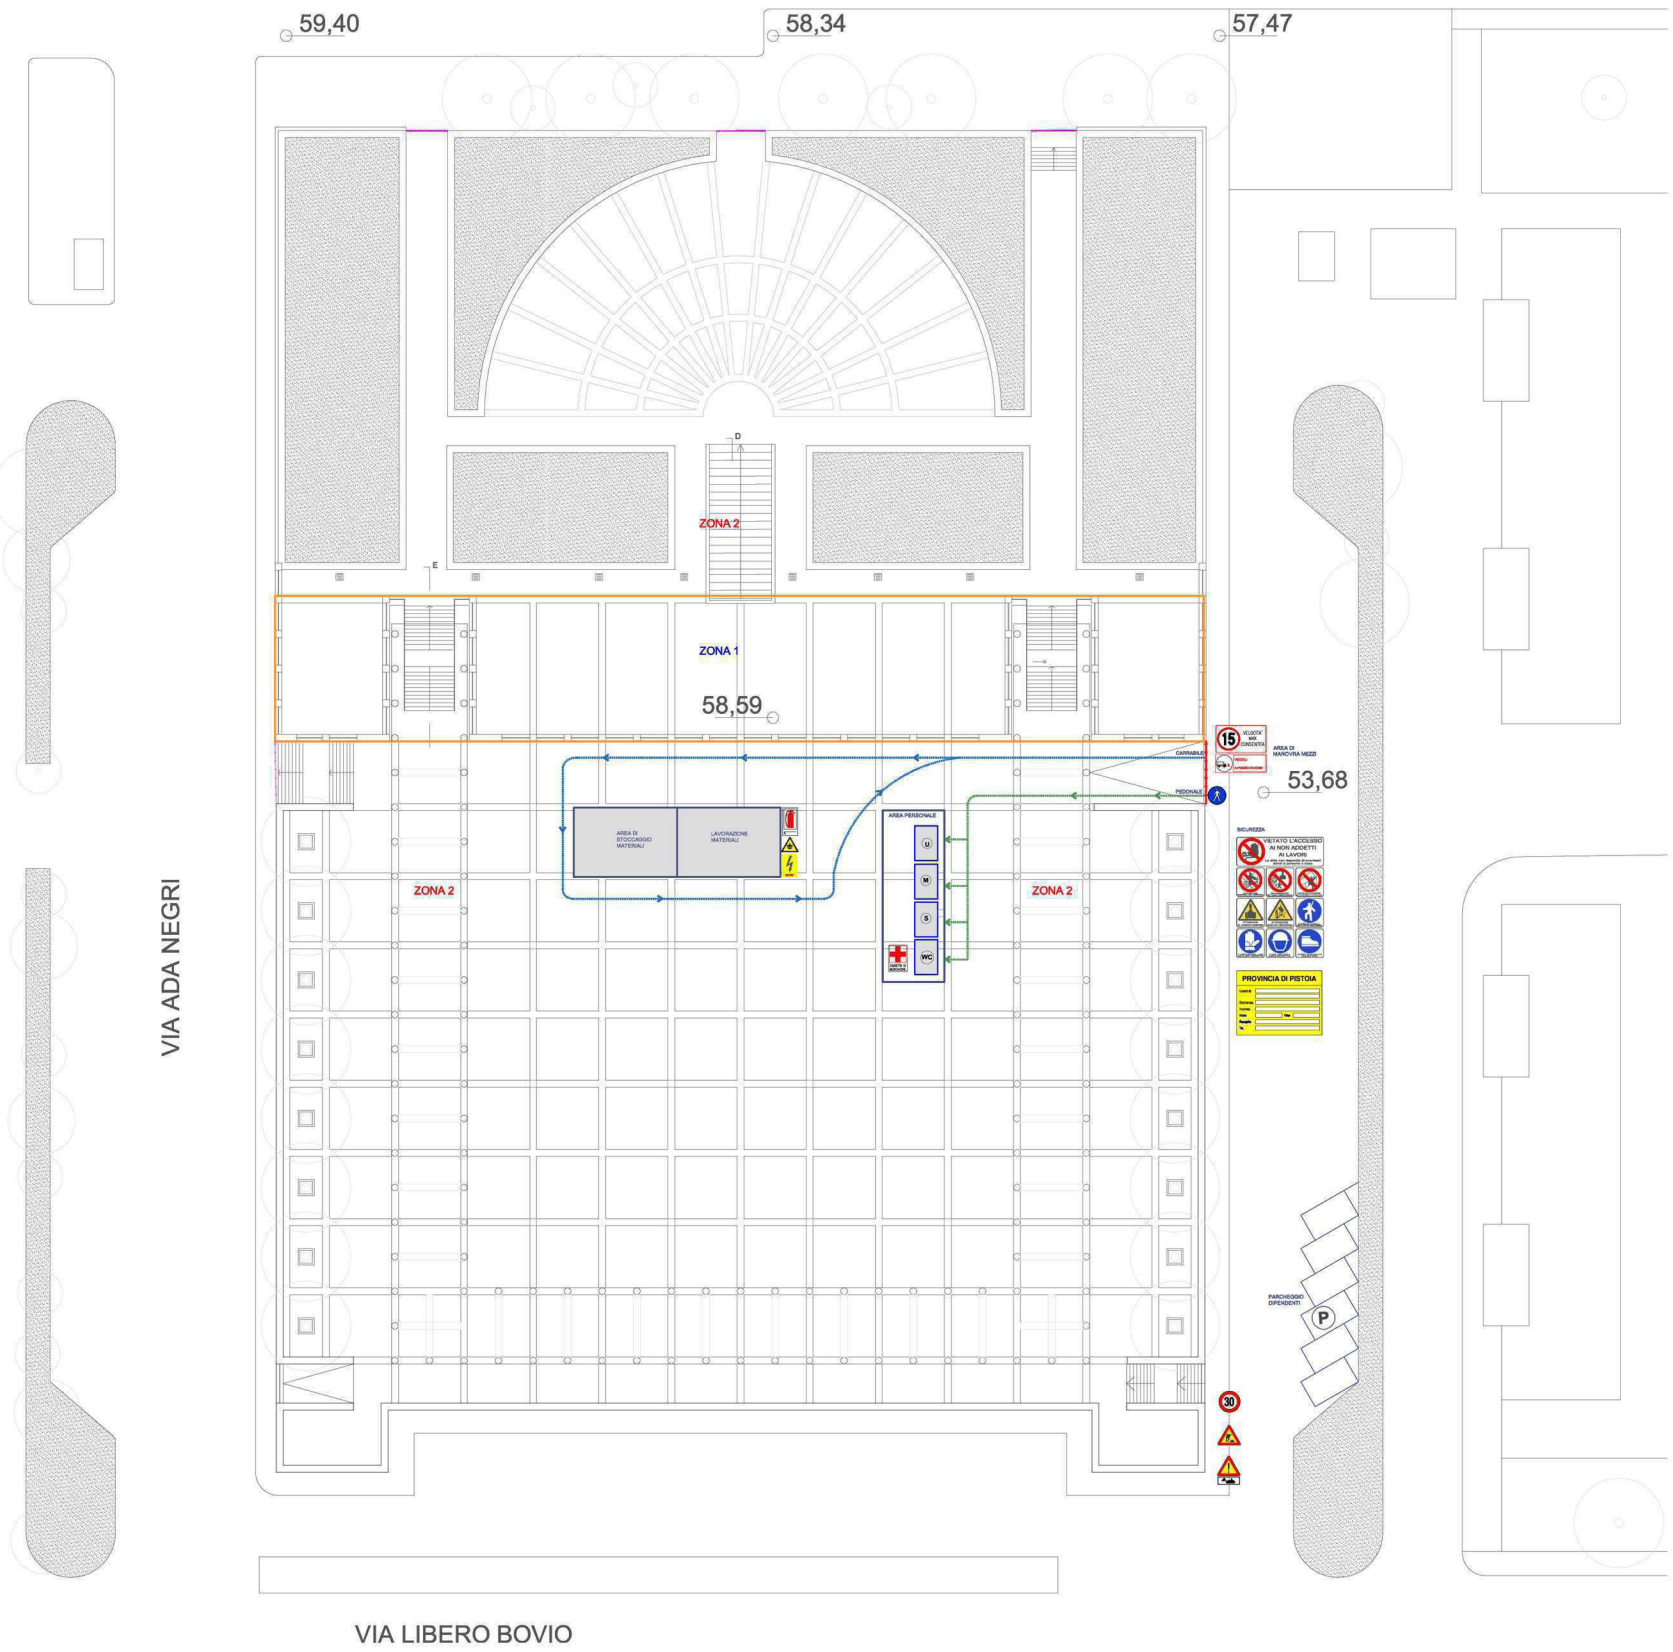 59,40
58,34
57,47
D
ZONA 2
E
ZONA 1
58,59
15
VELOCITA'
MAX
CONSENTITA
CARRABILE
AREA DI
MANOVRA MEZZI
53,68
PEDONALE
AREA DI
STOCCAGGIO
MATERIALI
LAVORAZIONE
MATERIALI
AREA PERSONALE
U
M
S
WC
ZONA 2
ZONA 2
SICUREZZA
VIETATO L'ACCESSO
AI NON ADDETTI
AI LAVORI
PROVINCIA DI PISTOIA
VIA ADA NEGRI
PARCHEGGIO
DIPENDENTI
P
30
VIA LIBERO BOVIO